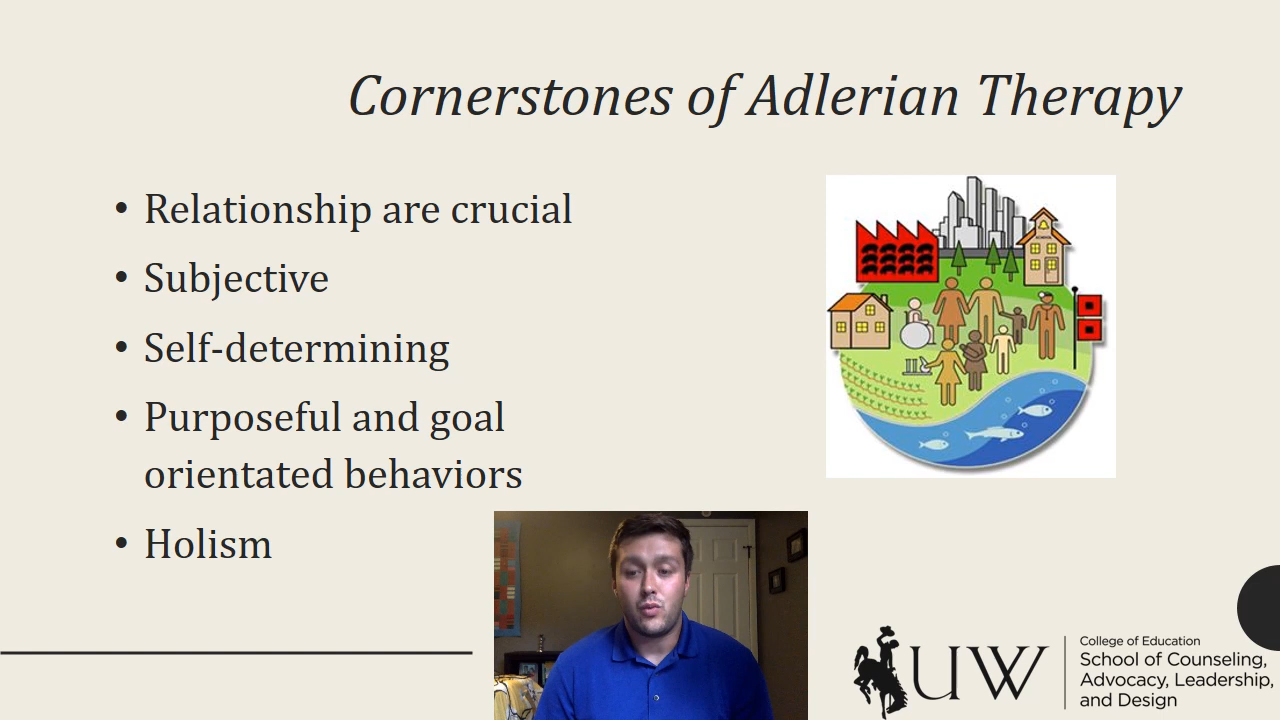 Cornerstones of Adlerian Therapy
• Relationship are crucial
• Subjective
• Self-determining
• Purposeful and goal
orientated behaviors
• Holism
UW
College of Education
School of Counseling,
Advocacy, Leadership,
and Design